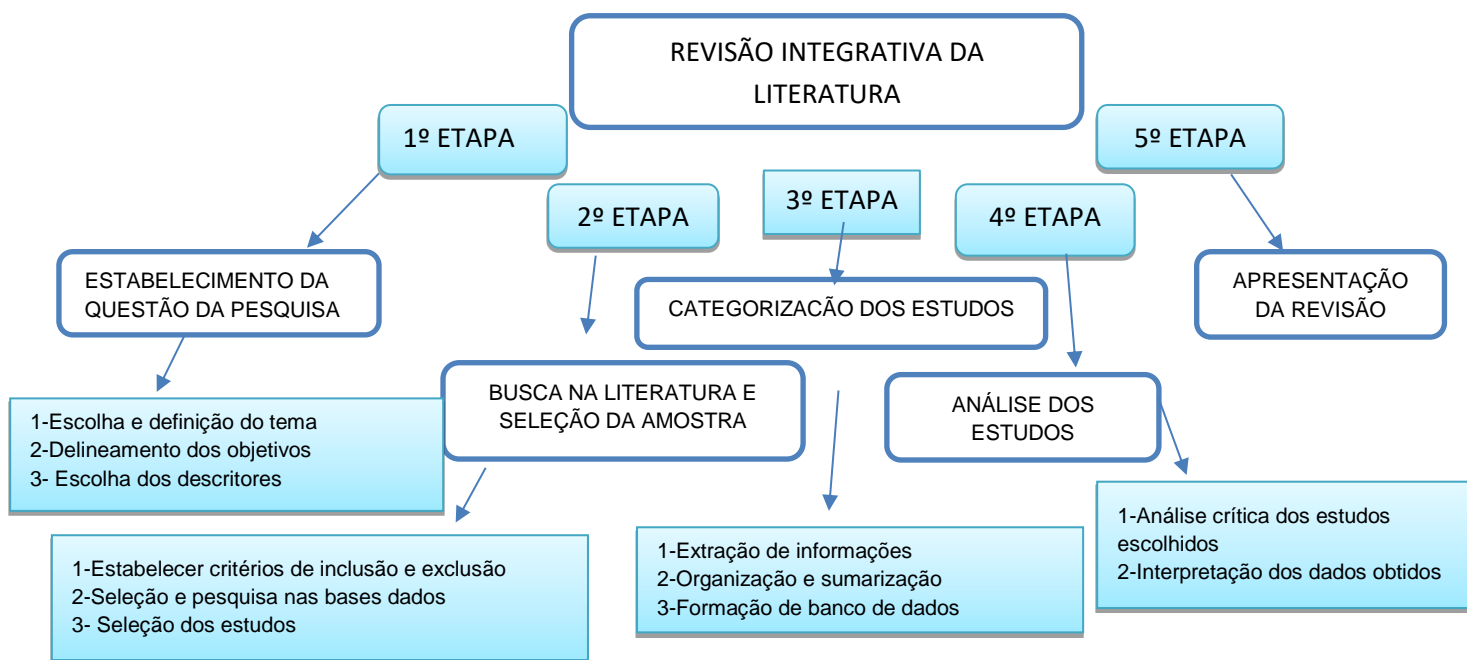 REVISÃO INTEGRATIVA DA
LITERATURA
1º ETAPA
5º ETAPA
2º ETAPA
3º ETAPA
4º ETAPA
ESTABELECIMENTO DA
QUESTÃO DA PESQUISA
CATEGORIZACÃO DOS ESTUDOS
APRESENTAÇÃO
DA REVISÃO
BUSCA NA LITERATURA E
SELEÇÃO DA AMOSTRA
ANÁLISE DOS
ESTUDOS
1-Escolha e definição do tema
2-Delineamento dos objetivos
3- Escolha dos descritores
1-Estabelecer critérios de inclusão e exclusão
2-Seleção e pesquisa nas bases dados
3- Seleção dos estudos
1-Extração de informações
2-Organização e sumarização
3-Formação de banco de dados
1-Análise crítica dos estudos
escolhidos
2-Interpretação dos dados obtidos